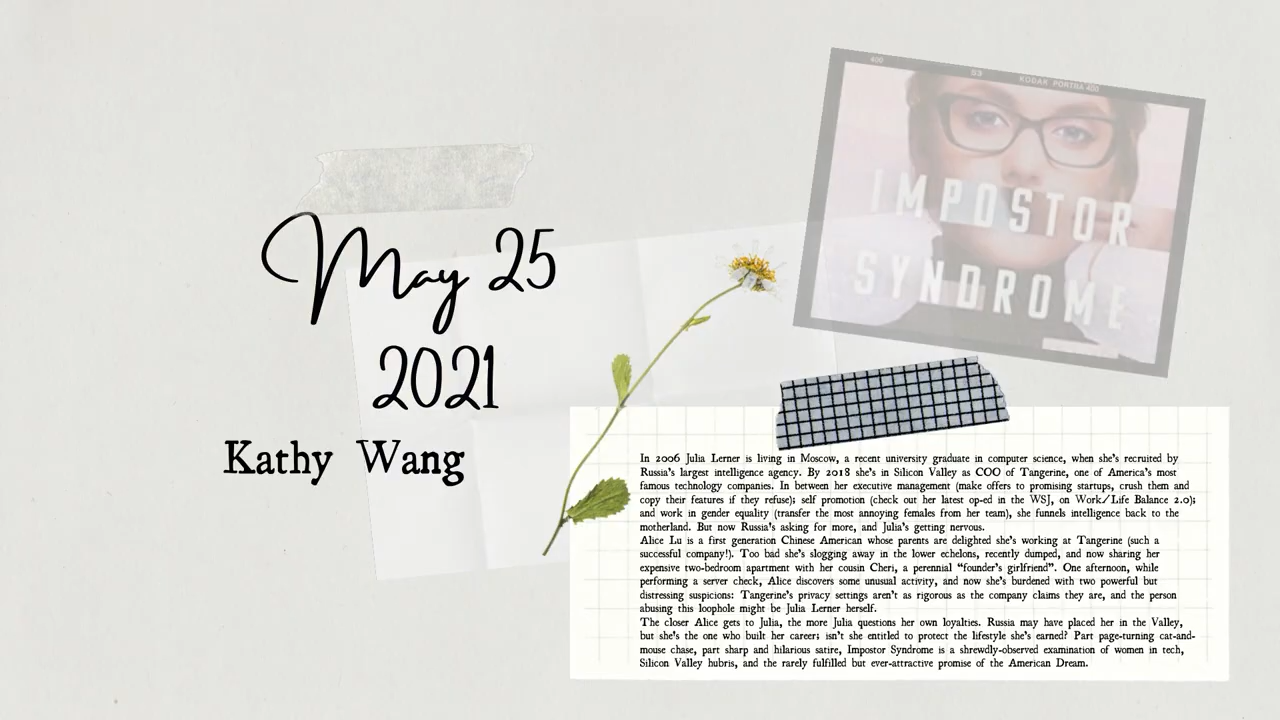 May 25
2021
Kathy Wang
400
KODAK PORTRA 400
IMPOSTOR
SYNDROME
In 2006 Julia Lerner is living in Moscow, a recent university graduate in computer science, when she's recruited by
Russia's largest intelligence agency. By 2018 she's in Silicon Valley as COO of Tangerine, one of America's most
famous technology companies. In between her executive management (make offers to promising startups, crush them and
copy their features if they refuse); self promotion (check out her latest op-ed in the WSJ, on Work/Life Balance 2.0);
and work in gender equality (transfer the most annoying females from her team), she funnels intelligence back to the
motherland. But now Russia's asking for more, and Julia's getting nervous.
Alice Lu is a first generation Chinese American whose parents are delighted she's working at Tangerine (such a
successful company!). Too bad she's slogging away in the lower echelons, recently dumped, and now sharing her
expensive two-bedroom apartment with her cousin Cheri, a perennial “founder's girlfriend”. One afternoon, while
performing a server check, Alice discovers some unusual activity, and now she's burdened with two powerful but
distressing suspicions: Tangerine's privacy settings aren't as rigorous as the company claims they are, and the person
abusing this loophole might be Julia Lerner herself.
The closer Alice gets to Julia, the more Julia questions her own loyalties. Russia may have placed her in the Valley,
but she's the one who built her career; isn't she entitled to protect the lifestyle she's earned? Part page-turning cat-and-
mouse chase, part sharp and hilarious satire, Impostor Syndrome is a shrewdly-observed examination of women in tech,
Silicon Valley hubris, and the rarely fulfilled but ever-attractive promise of the American Dream.